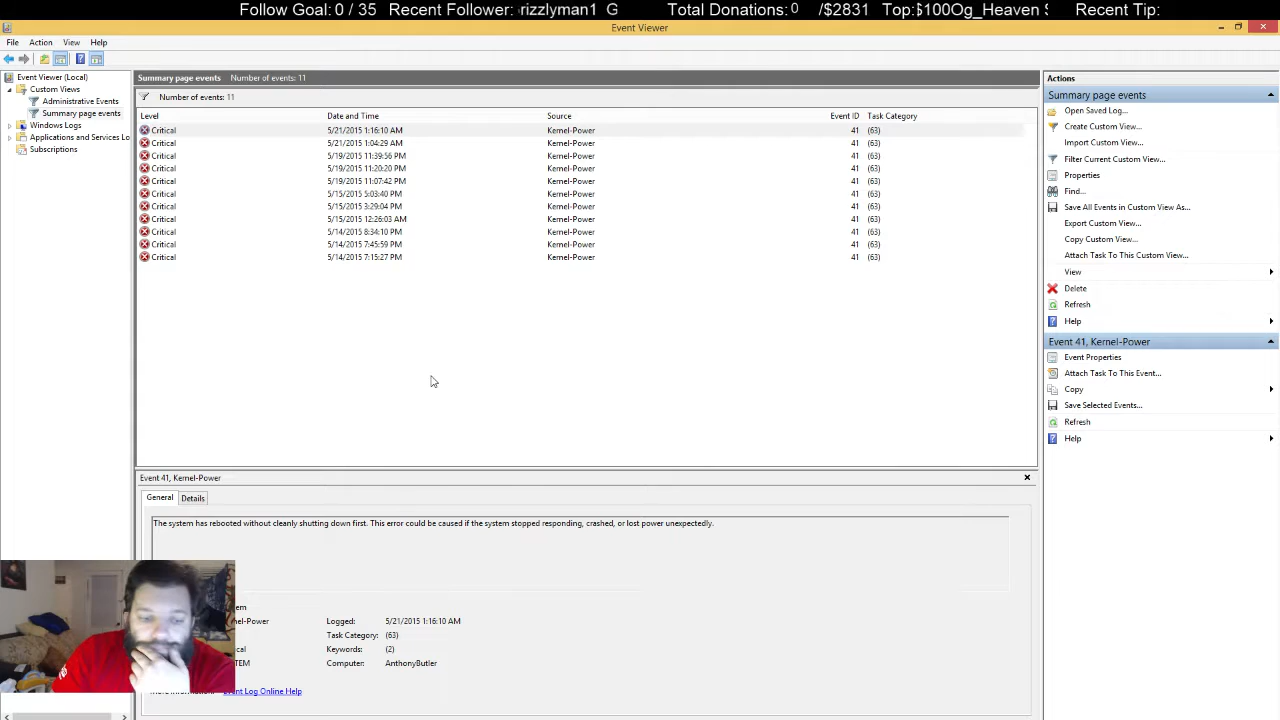 Follow Goal: 0 / 35 Recent Follower: rizzlyman1 G Total Donations: 0 /$2831 Top: $100Og_Heaven Recent Tip:
Event Viewer
File Action View Help
Event Viewer (Local)
Custom Views
Administrative Events
Summary page events
Windows Logs
Applications and Services Lo
Subscriptions
Summary page events Number of events: 11
Number of events: 11
Level Date and Time Source Event ID Task Category
Critical 5/21/2015 1:16:10 AM Kernel-Power 41 (63)
Critical 5/21/2015 1:04:29 AM Kernel-Power 41 (63)
Critical 5/19/2015 11:39:56 PM Kernel-Power 41 (63)
Critical 5/19/2015 11:20:20 PM Kernel-Power 41 (63)
Critical 5/19/2015 11:07:42 PM Kernel-Power 41 (63)
Critical 5/15/2015 5:03:40 PM Kernel-Power 41 (63)
Critical 5/15/2015 3:29:04 PM Kernel-Power 41 (63)
Critical 5/15/2015 12:26:03 AM Kernel-Power 41 (63)
Critical 5/14/2015 8:34:10 PM Kernel-Power 41 (63)
Critical 5/14/2015 7:45:59 PM Kernel-Power 41 (63)
Critical 5/14/2015 7:15:27 PM Kernel-Power 41 (63)
Event 41, Kernel-Power
General Details
The system has rebooted without cleanly shutting down first. This error could be caused if the system stopped responding, crashed, or lost power unexpectedly.
em
nel-Power Logged: 5/21/2015 1:16:10 AM
Task Category: (63)
ical Keywords: (2)
TEM Computer: AnthonyButler
Event Log Online Help
Actions
Summary page events
Open Saved Log...
Create Custom View...
Import Custom View...
Filter Current Custom View...
Properties
Find...
Save All Events in Custom View As...
Export Custom View...
Copy Custom View...
Attach Task To This Custom View...
View
Delete
Refresh
Help
Event 41, Kernel-Power
Event Properties
Attach Task To This Event...
Copy
Save Selected Events...
Refresh
Help